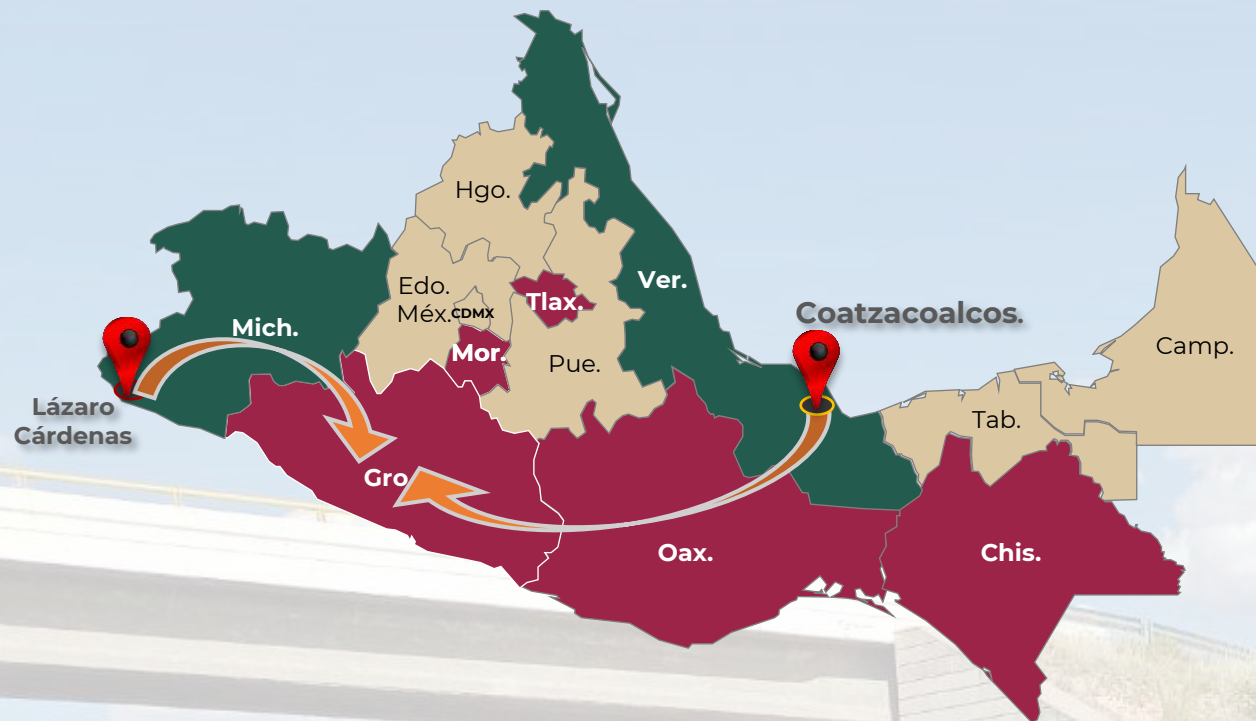 Hgo.
Edo.
Méx.
CDMX
Tlax.
Ver.
Mich.
Mor.
Pue.
Coatzacoalcos.
Camp.
Lázaro
Cárdenas
Tab.
Gro
Oax.
Chis.